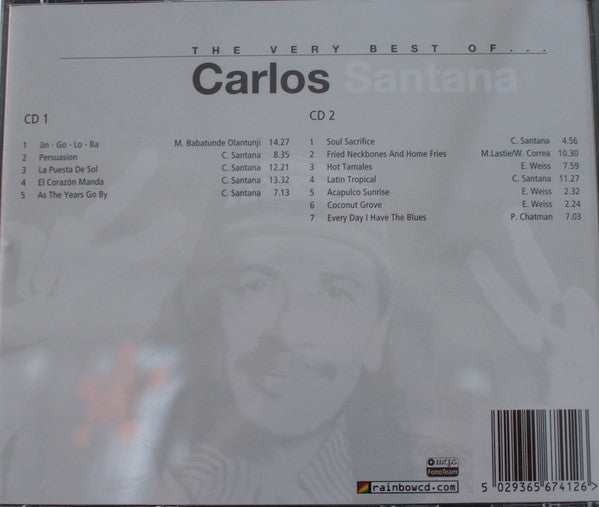 THE VERY BEST OF...
Carlos Santana
CD 1
1 Jin - Go - Lo - Ba M. Babatunde Olantunji 14.27
2 Persuasion C. Santana 8.35
3 La Puesta De Sol C. Santana 12.21
4 El Corazón Manda C. Santana 13.32
5 As The Years Go By C. Santana 7.13
CD 2
1 Soul Sacrifice C. Santana 4.56
2 Fried Neckbones And Home Fries M.Lastie/W. Correa 10.30
3 Hot Tamales E. Weiss 7.59
4 Latin Tropical C. Santana 11.27
5 Acapulco Sunrise E. Weiss 2.32
6 Coconut Grove E. Weiss 2.24
7 Every Day I Have The Blues P. Chatman 7.03
mcps
FonoTeam
rainbowcd.com
5 029365 674126 >